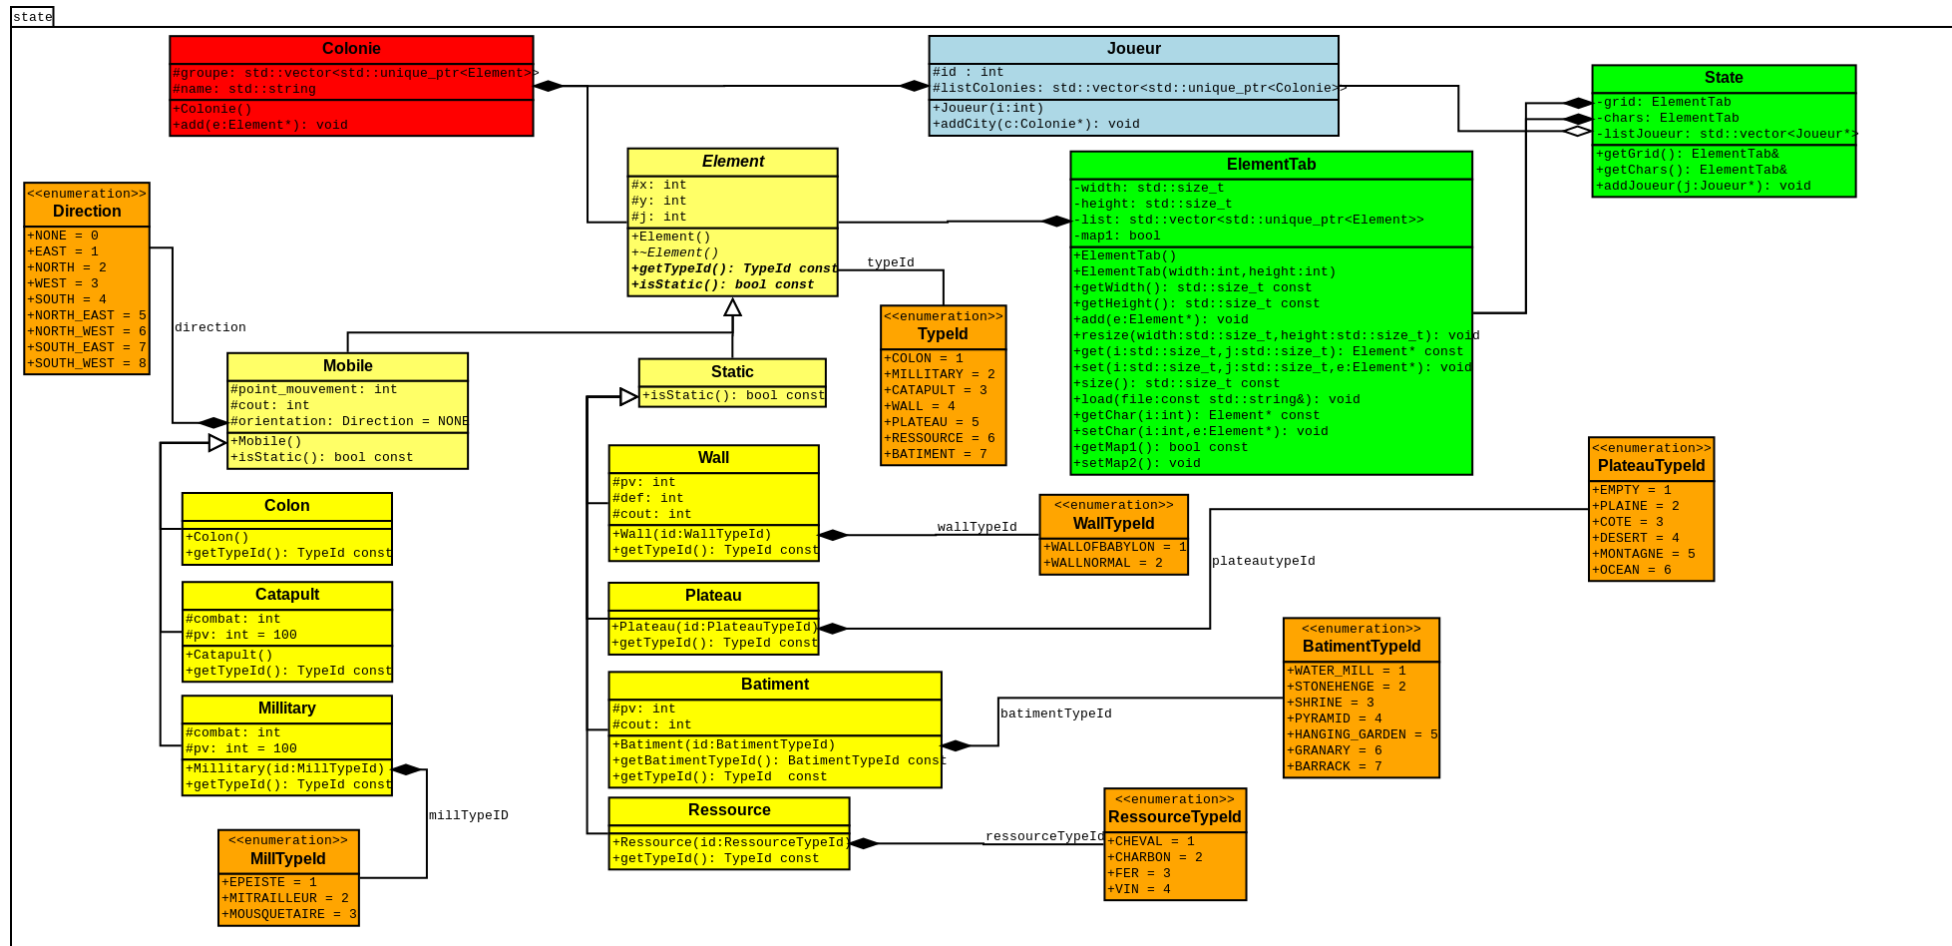 state
Colonie
#groupe: std::vector<std::unique_ptr<Element>>
#name: std::string
+Colonie()
+add(e:Element*): void
Joueur
#id : int
#listColonies: std::vector<std::unique_ptr<Colonie>>
+Joueur(i:int)
+addCity(c:Colonie*): void
State
-grid: ElementTab
-chars: ElementTab
-listJoueur: std::vector<Joueur*>
+getGrid(): ElementTab&
+getChars(): ElementTab&
+addJoueur(j:Joueur*): void
<<enumeration>>
Direction
+NONE = 0
+EAST = 1
+NORTH = 2
+WEST = 3
+SOUTH = 4
+NORTH_EAST = 5
+NORTH_WEST = 6
+SOUTH_EAST = 7
+SOUTH_WEST = 8
direction
Element
#x: int
#y: int
#j: int
+Element()
+~Element()
+getTypeId(): TypeId const
+isStatic(): bool const
typeId
<<enumeration>>
TypeId
+COLON = 1
+MILLITARY = 2
+CATAPULT = 3
+WALL = 4
+PLATEAU = 5
+RESSOURCE = 6
+BATIMENT = 7
ElementTab
-width: std::size_t
-height: std::size_t
-list: std::vector<std::unique_ptr<Element>>
-map1: bool
+ElementTab()
+ElementTab(width:int,height:int)
+getWidth(): std::size_t const
+getHeight(): std::size_t const
+add(e:Element*): void
+resize(width:std::size_t,height:std::size_t): void
+get(i:std::size_t,j:std::size_t): Element* const
+set(i:std::size_t,j:std::size_t,e:Element*): void
+size(): std::size_t const
+load(file:const std::string&): void
+getChar(i:int): Element* const
+setChar(i:int,e:Element*): void
+getMap1(): bool const
+setMap2(): void
Mobile
#point_mouvement: int
#cout: int
#orientation: Direction = NONE
+Mobile()
+isStatic(): bool const
Static
+isStatic(): bool const
Colon
+Colon()
+getTypeId(): TypeId const
Catapult
#combat: int
#pv: int = 100
+Catapult()
+getTypeId(): TypeId const
Millitary
#combat: int
#pv: int = 100
+Millitary(id:MillTypeId)
+getTypeId(): TypeId const
millTypeID
<<enumeration>>
MillTypeId
+EPEISTE = 1
+MITRAILLEUR = 2
+MOUSQUETAIRE = 3
Wall
#pv: int
#def: int
#cout: int
+Wall(id:WallTypeId)
+getTypeId(): TypeId const
wallTypeId
<<enumeration>>
WallTypeId
+WALLOFBABYLON = 1
+WALLNORMAL = 2
Plateau
+Plateau(id:PlateauTypeId)
+getTypeId(): TypeId const
plateautypeId
<<enumeration>>
PlateauTypeId
+EMPTY = 1
+PLAINE = 2
+COTE = 3
+DESERT = 4
+MONTAGNE = 5
+OCEAN = 6
Batiment
#pv: int
#cout: int
+Batiment(id:BatimentTypeId)
+getBatimentTypeId(): BatimentTypeId const
+getTypeId(): TypeId  const
batimentTypeId
<<enumeration>>
BatimentTypeId
+WATER_MILL = 1
+STONEHENGE = 2
+SHRINE = 3
+PYRAMID = 4
+HANGING_GARDEN = 5
+GRANARY = 6
+BARRACK = 7
Ressource
+Ressource(id:RessourceTypeId)
+getTypeId(): TypeId const
ressourceTypeId
<<enumeration>>
RessourceTypeId
+CHEVAL = 1
+CHARBON = 2
+FER = 3
+VIN = 4